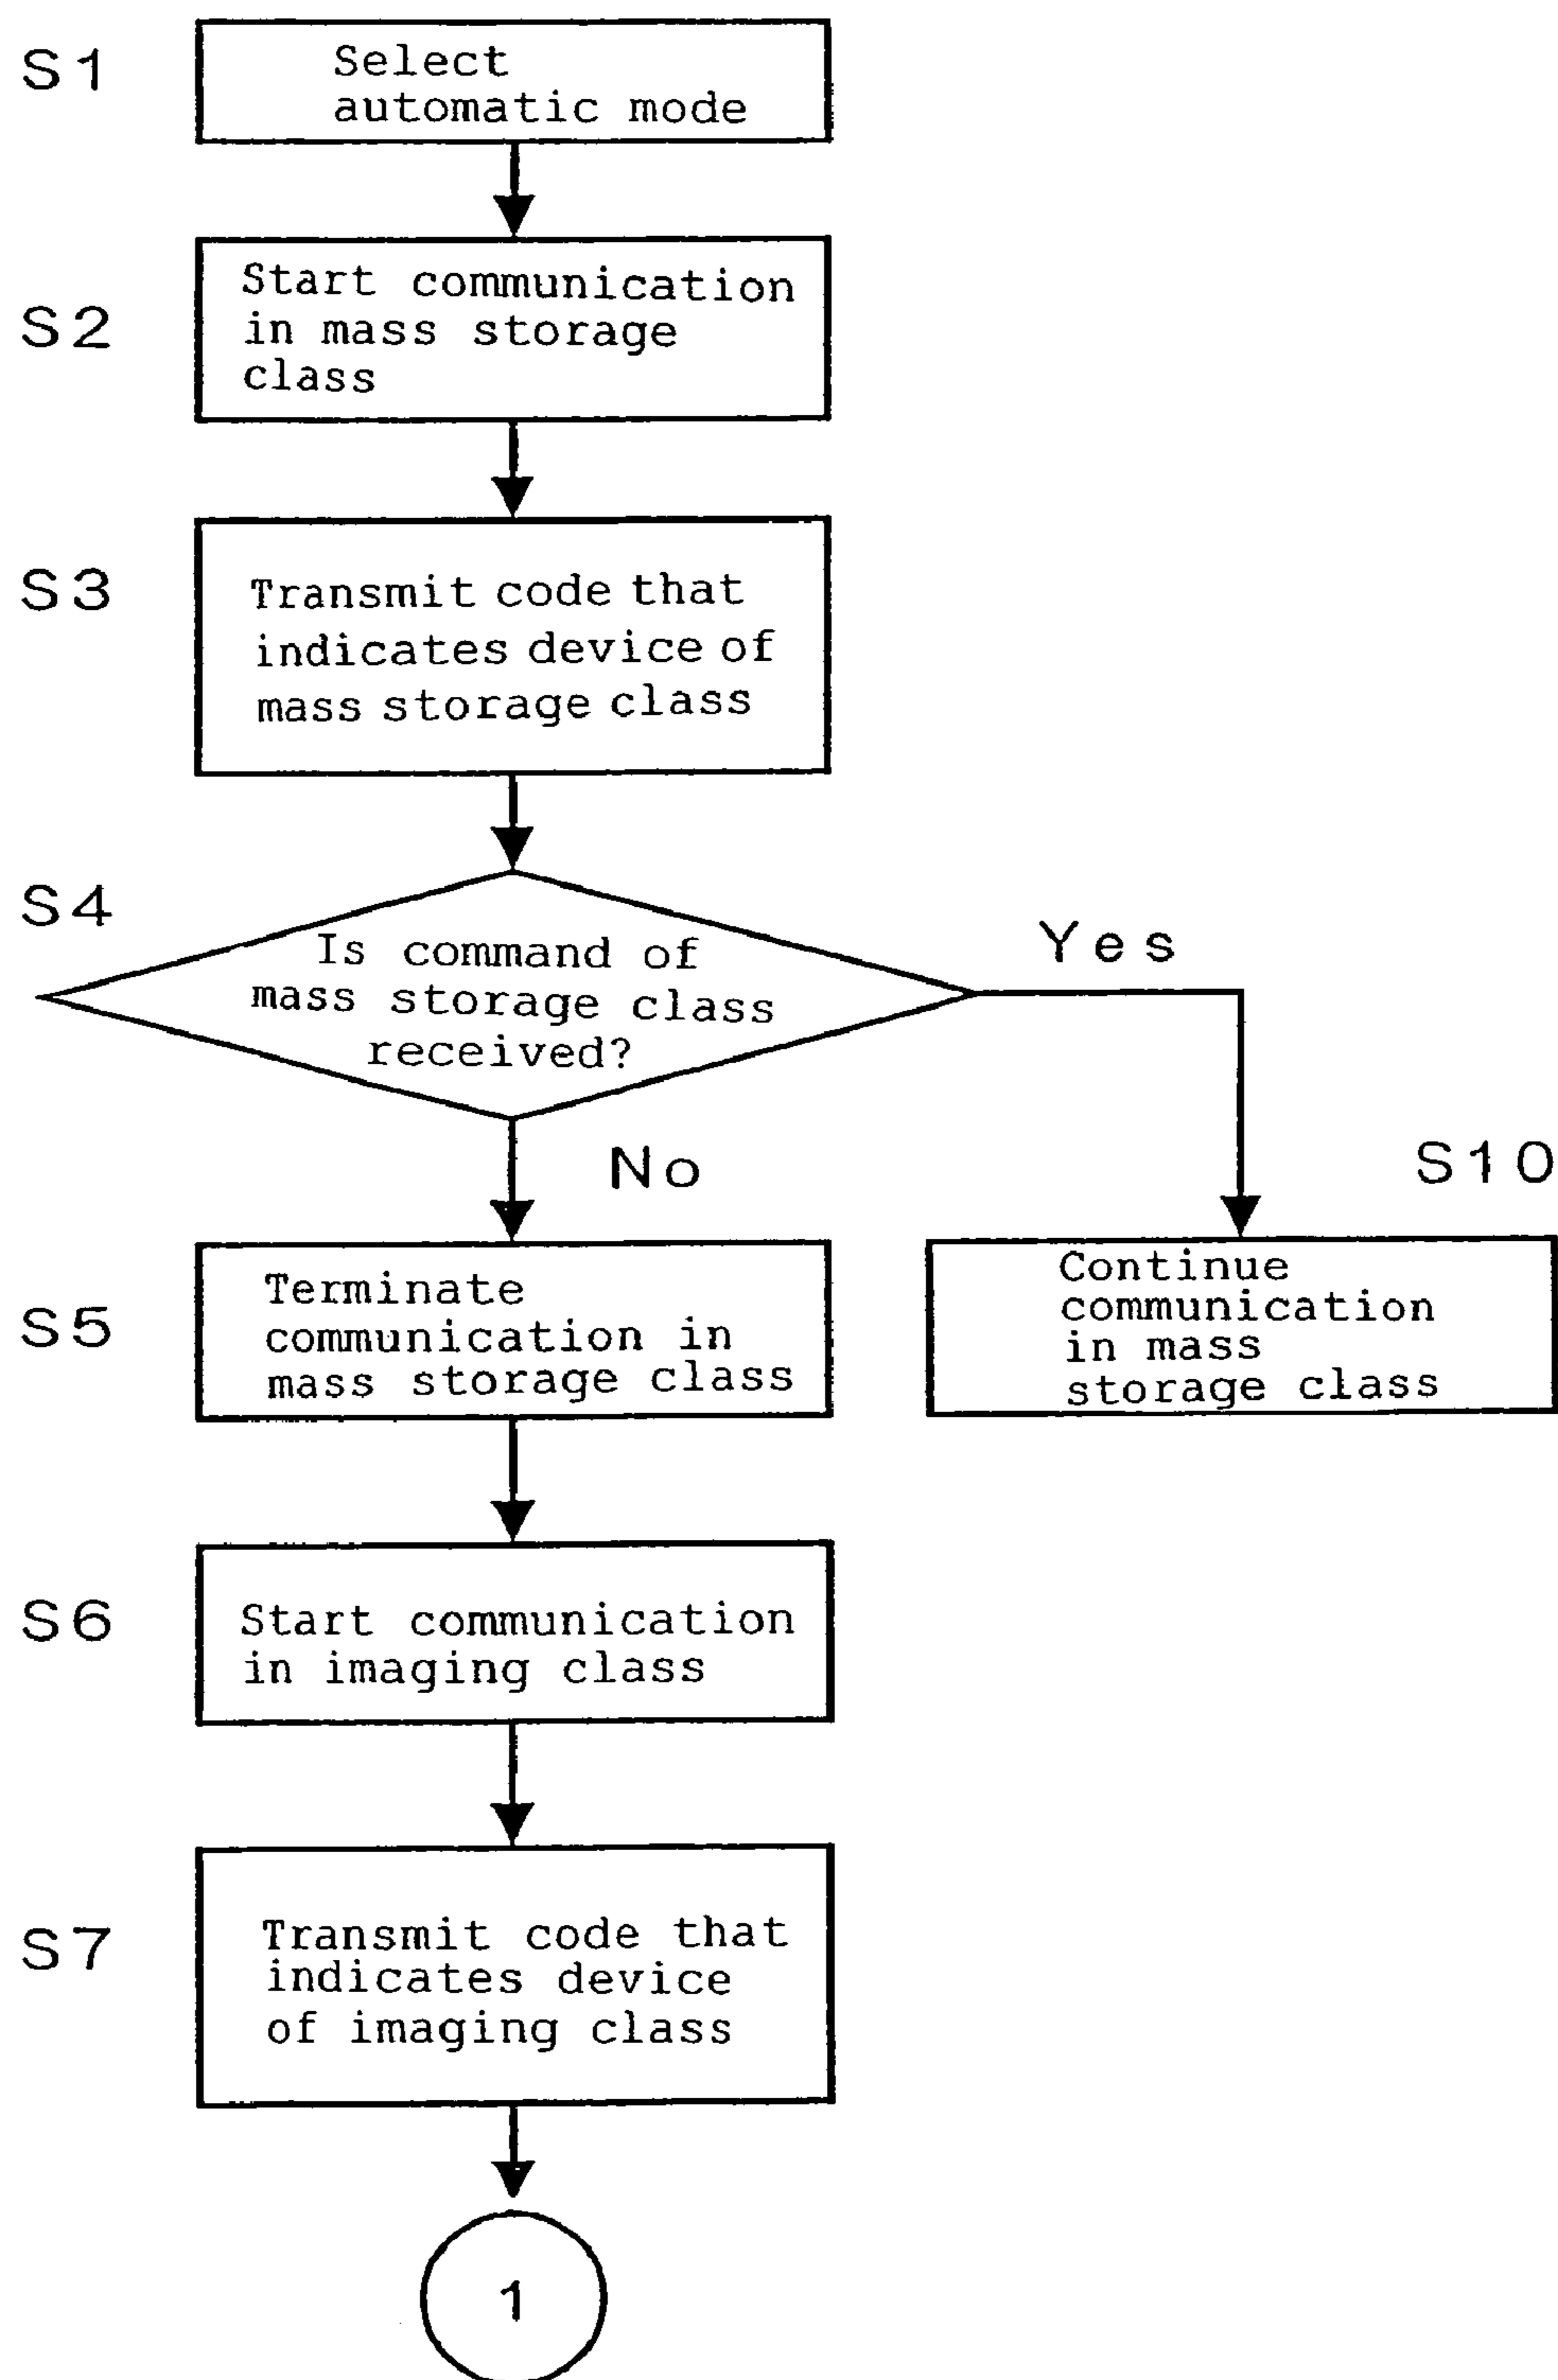 S1
Select
automatic mode
S2
Start communication
in mass storage
class
S3
Transmit code that
indicates device of
mass storage class
S4
Is command of
mass storage class
received?
Yes
No
S10
S5
Terminate
communication in
mass storage class
Continue
communication
in mass
storage class
S6
Start communication
in imaging class
S7
Transmit code that
indicates device
of imaging class
1